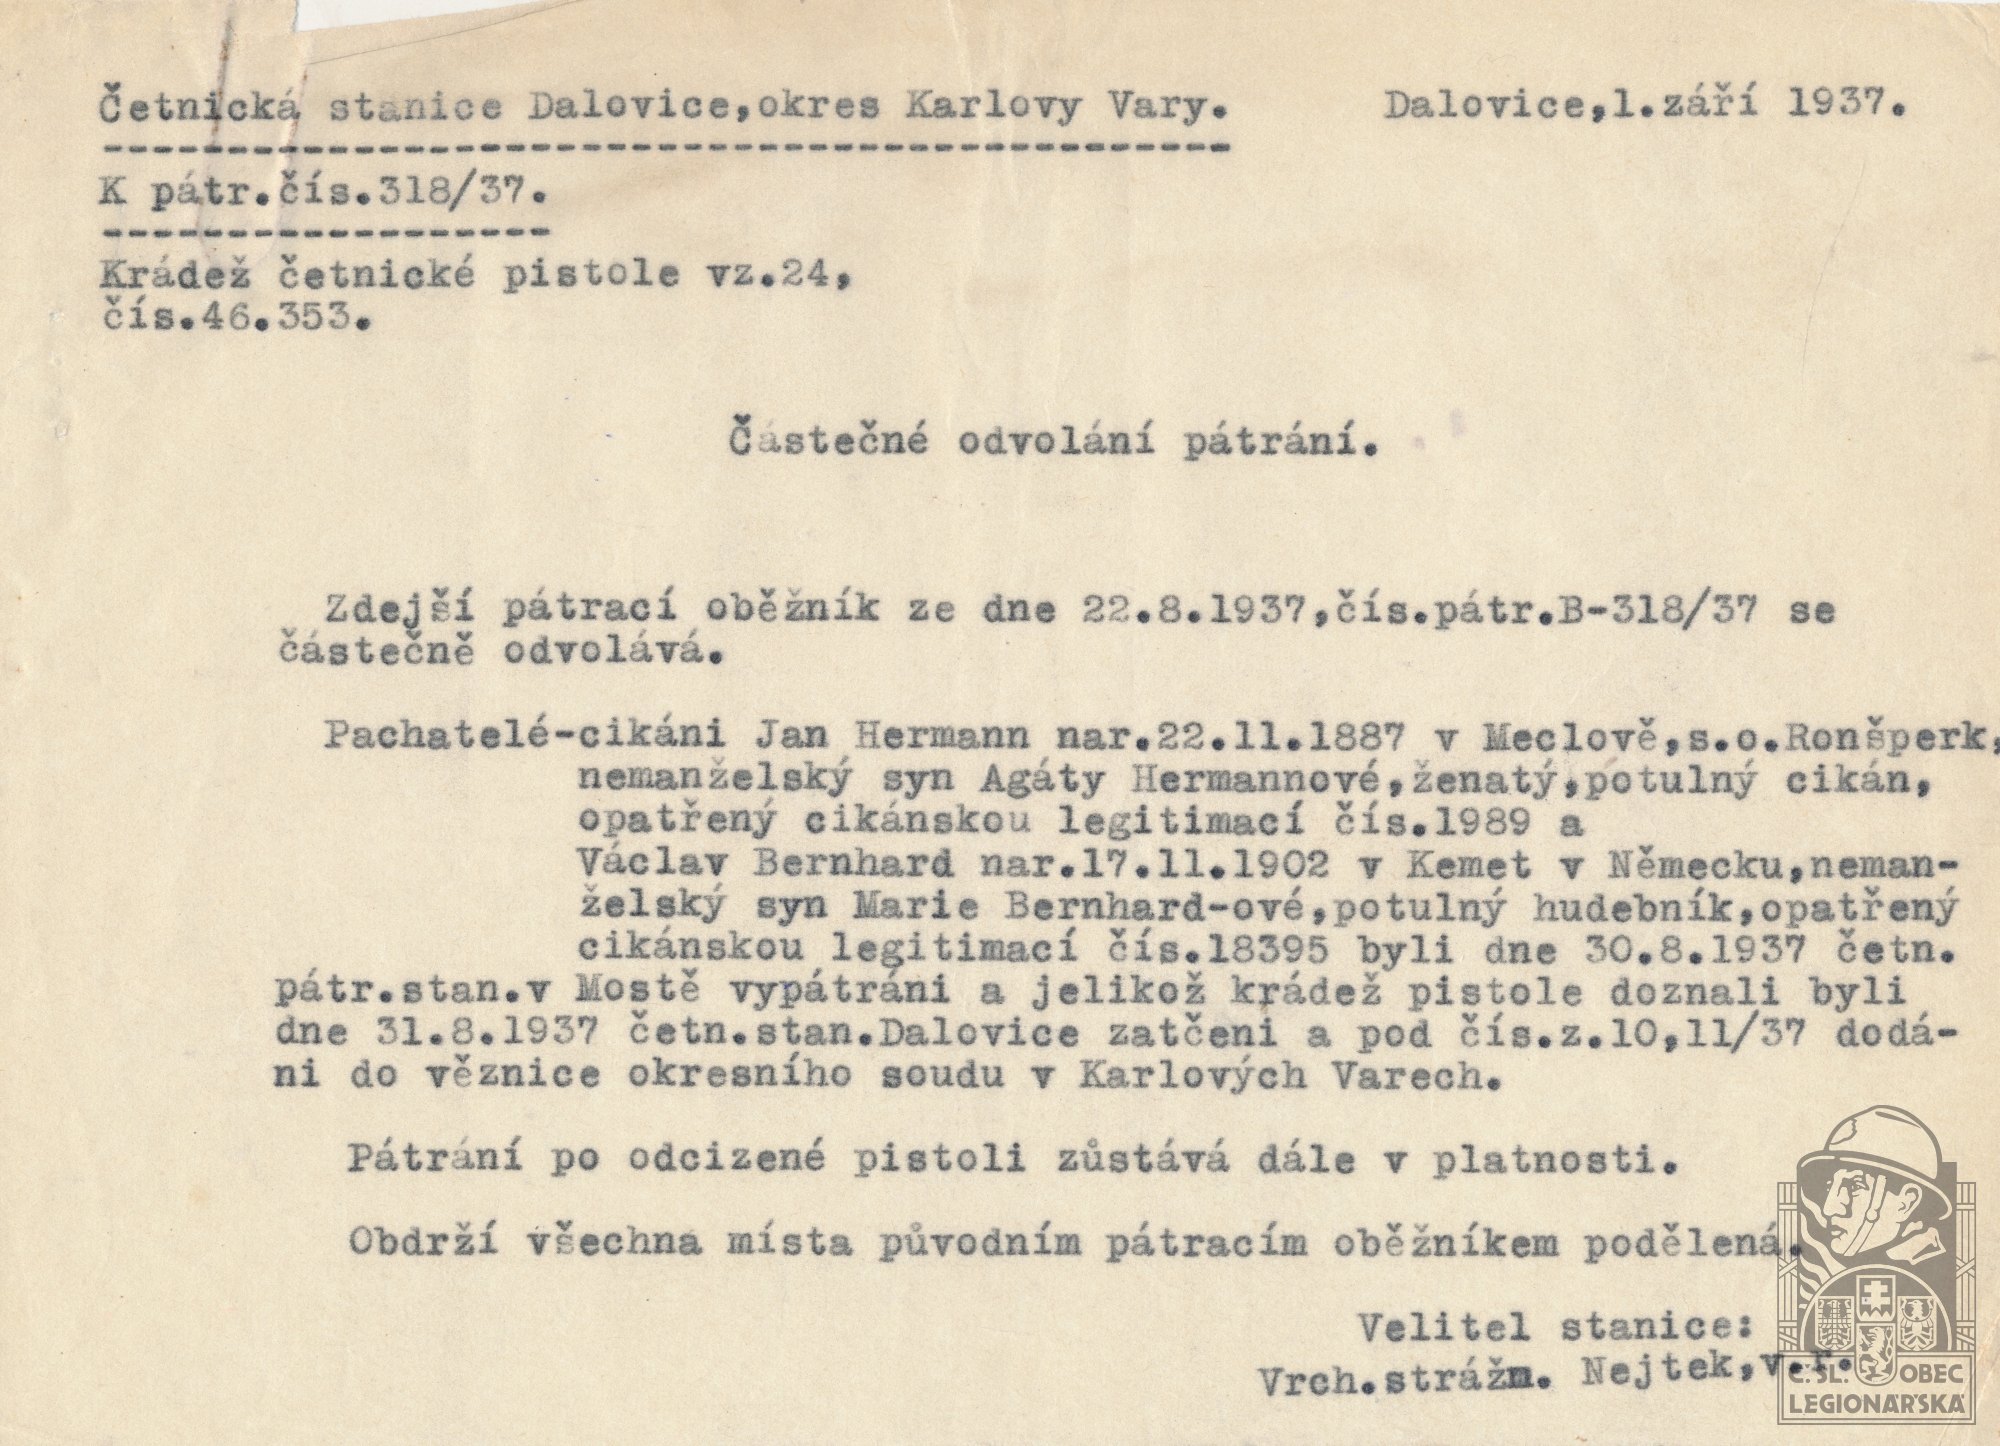 Četnická stanice Dalovice,okres Karlovy Vary. Dalovice,1.září 1937.
---------------------------------------------
K pátr.čís.318/37.
------------------
Krádež četnické pistole vz.24,
čís.46.353.
Částečné odvolání pátrání.
Zdejší pátrací oběžník ze dne 22.8.1937,čís.pátr.B-318/37 se
částečně odvolává.
Pachatelé-cikáni Jan Hermann nar.22.11.1887 v Meclově,s.o.Ronšperk,
nemanželský syn Agáty Hermannové,ženatý,potulný cikán,
opatřený cikánskou legitimací čís.1989 a
Václav Bernhard nar.17.11.1902 v Kemet v Německu,neman-
želský syn Marie Bernhard-ové,potulný hudebník,opatřený
cikánskou legitimací čís.18395 byli dne 30.8.1937 četn.
pátr.stan.v Mostě vypátráni a jelikož krádež pistole doznali byli
dne 31.8.1937 četn.stan.Dalovice zatčeni a pod čís.z.10,11/37 dodá-
ni do věznice okresního soudu v Karlových Varech.
Pátrání po odcizené pistoli zůstává dále v platnosti.
Obdrží všechna místa původním pátracím oběžníkem podělená.
Velitel stanice:
Vrch.strážm. Nejtek,v.r.
Č. SL. OBEC
LEGIONÁŘSKÁ